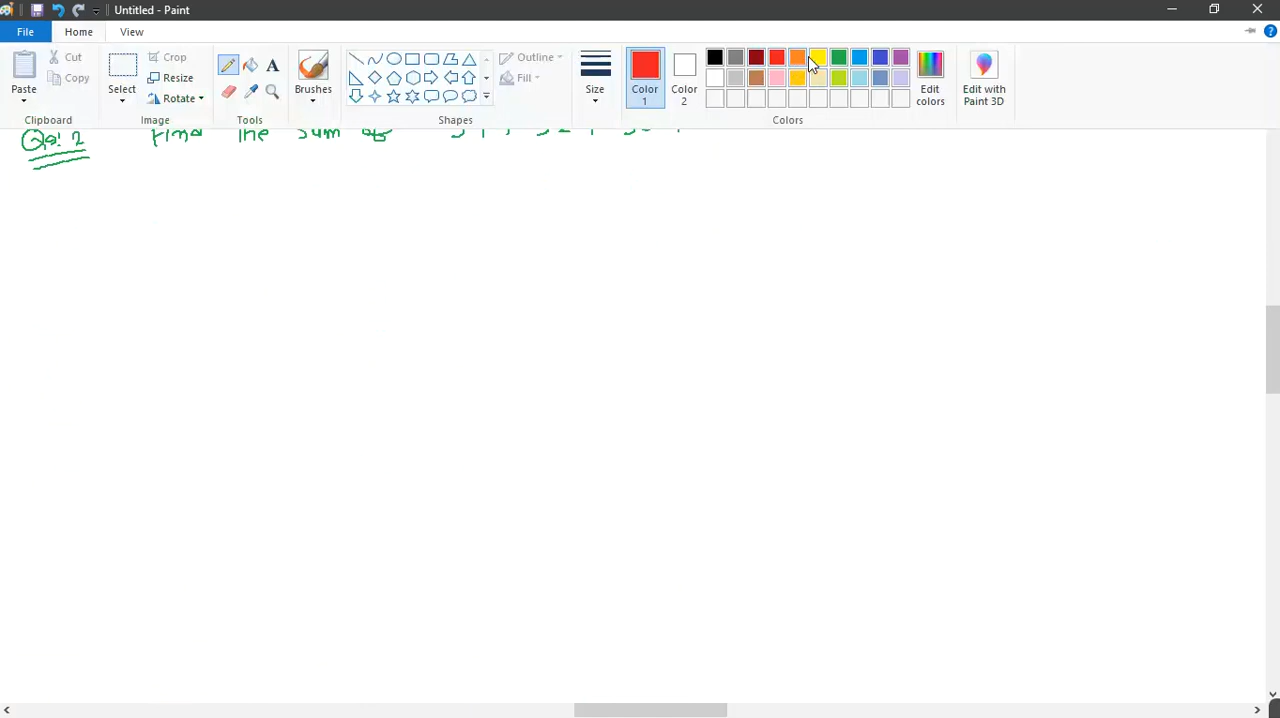 Untitled - Paint
File Home View
Paste
Cut
Copy
Clipboard
Select
Crop
Resize
Rotate
Image
A
Tools
Brushes
Shapes
Outline
Fill
Size
Color 1
Color 2
Colors
Edit colors
Edit with Paint 3D
Qs: 2 Find the sum of